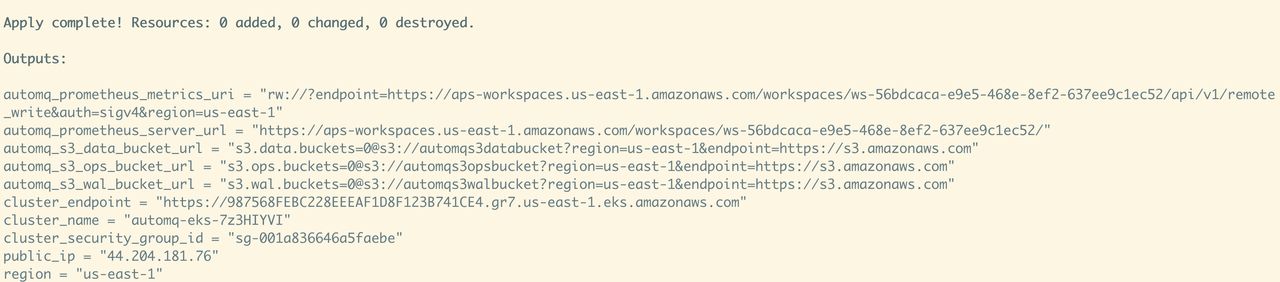 Apply complete! Resources: 0 added, 0 changed, 0 destroyed.
Outputs:
automq_prometheus_metrics_uri = "rw://?endpoint=https://aps-workspaces.us-east-1.amazonaws.com/workspaces/ws-56bdcaca-e9e5-468e-8ef2-637ee9c1ec52/api/v1/remote
_write&auth=sigv4&region=us-east-1"
automq_prometheus_server_url = "https://aps-workspaces.us-east-1.amazonaws.com/workspaces/ws-56bdcaca-e9e5-468e-8ef2-637ee9c1ec52/"
automq_s3_data_bucket_url = "s3.data.buckets=0@s3://automqs3databucket?region=us-east-1&endpoint=https://s3.amazonaws.com"
automq_s3_ops_bucket_url = "s3.ops.buckets=0@s3://automqs3opsbucket?region=us-east-1&endpoint=https://s3.amazonaws.com"
automq_s3_wal_bucket_url = "s3.wal.buckets=0@s3://automqs3walbucket?region=us-east-1&endpoint=https://s3.amazonaws.com"
cluster_endpoint = "https://987568FEBC228EEEAF1D8F123B741CE4.gr7.us-east-1.eks.amazonaws.com"
cluster_name = "automq-eks-7z3HIYVI"
cluster_security_group_id = "sg-001a836646a5faebe"
public_ip = "44.204.181.76"
region = "us-east-1"